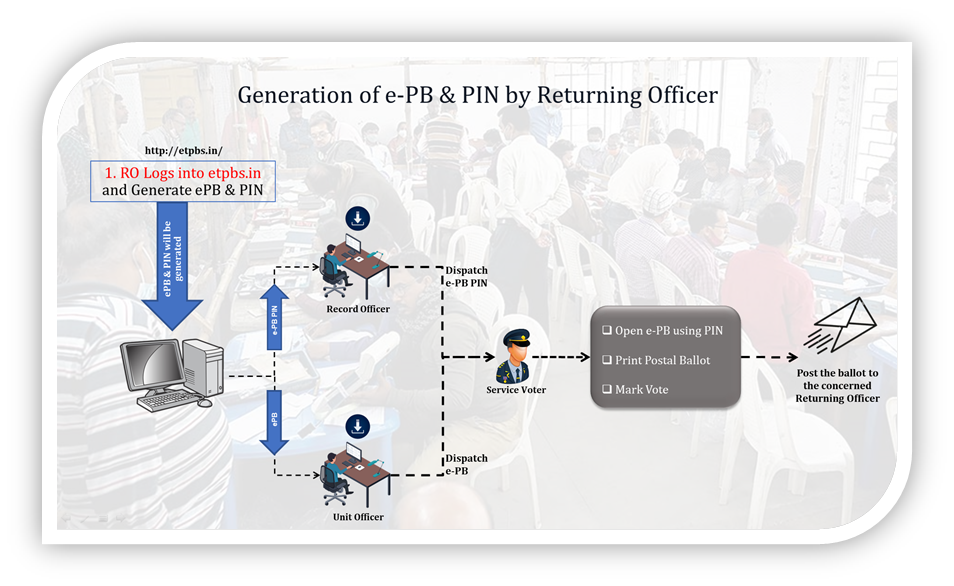 Generation of e-PB & PIN by Returning Officer
http://etpbs.in/
1. RO Logs into etpbs.in
and Generate ePB & PIN
ePB & PIN will be
generated
e-PB PIN
Record Officer
Dispatch
e-PB PIN
ePB
Unit Officer
Dispatch
e-PB
Service Voter
❑ Open e-PB using PIN
❑ Print Postal Ballot
❑ Mark Vote
Post the ballot to
the concerned
Returning Officer